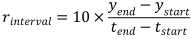 r_interval = 10 × (y_end − y_start) / (t_end − t_start)